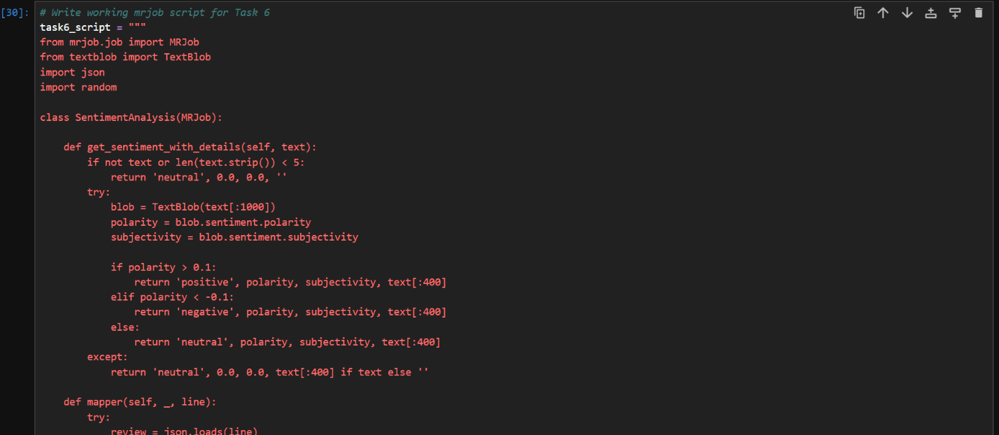 [30]: # Write working mrjob script for Task 6
task6_script = """
from mrjob.job import MRJob
from textblob import TextBlob
import json
import random

class SentimentAnalysis(MRJob):

    def get_sentiment_with_details(self, text):
        if not text or len(text.strip()) < 5:
            return 'neutral', 0.0, 0.0, ''
        try:
            blob = TextBlob(text[:1000])
            polarity = blob.sentiment.polarity
            subjectivity = blob.sentiment.subjectivity

            if polarity > 0.1:
                return 'positive', polarity, subjectivity, text[:400]
            elif polarity < -0.1:
                return 'negative', polarity, subjectivity, text[:400]
            else:
                return 'neutral', polarity, subjectivity, text[:400]
        except:
            return 'neutral', 0.0, 0.0, text[:400] if text else ''

    def mapper(self, _, line):
        try:
            review = json.loads(line)